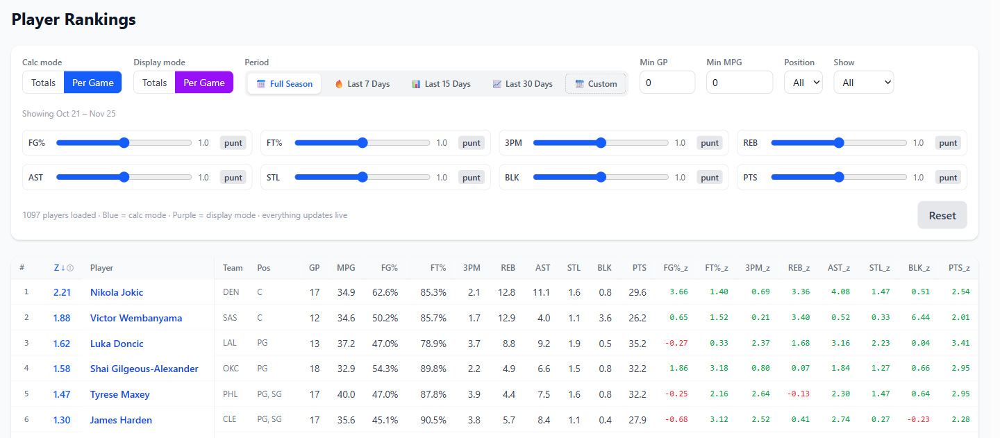 Player Rankings
Calc mode Display mode Period Min GP Min MPG Position Show
Totals Per Game Totals Per Game Full Season Last 7 Days Last 15 Days Last 30 Days Custom 0 0 All All
Showing Oct 21 – Nov 25
FG% 1.0 punt FT% 1.0 punt 3PM 1.0 punt REB 1.0 punt
AST 1.0 punt STL 1.0 punt BLK 1.0 punt PTS 1.0 punt
1097 players loaded · Blue = calc mode · Purple = display mode · everything updates live Reset
# Z ↓ ⓘ Player Team Pos GP MPG FG% FT% 3PM REB AST STL BLK PTS FG%_z FT%_z 3PM_z REB_z AST_z STL_z BLK_z PTS_z
1 2.21 Nikola Jokic DEN C 17 34.9 62.6% 85.3% 2.1 12.8 11.1 1.6 0.8 29.6 3.66 1.40 0.69 3.36 4.08 1.47 0.51 2.54
2 1.88 Victor Wembanyama SAS C 12 34.6 50.2% 85.7% 1.7 12.9 4.0 1.1 3.6 26.2 0.65 1.52 0.21 3.40 0.52 0.33 6.44 2.01
3 1.62 Luka Doncic LAL PG 13 37.2 47.0% 78.9% 3.7 8.8 9.2 1.9 0.5 35.2 -0.27 0.33 2.37 1.68 3.16 2.23 0.04 3.41
4 1.58 Shai Gilgeous-Alexander OKC PG 18 32.9 54.3% 89.8% 2.2 4.9 6.6 1.5 0.8 32.2 1.86 3.18 0.80 0.07 1.84 1.27 0.66 2.95
5 1.47 Tyrese Maxey PHL PG, SG 17 40.0 47.0% 87.8% 3.9 4.4 7.5 1.6 0.8 32.2 -0.25 2.16 2.64 -0.13 2.30 1.47 0.64 2.95
6 1.30 James Harden CLE PG, SG 17 35.6 45.1% 90.5% 3.8 5.7 8.4 1.1 0.4 27.9 -0.68 3.12 2.52 0.41 2.74 0.27 -0.23 2.28